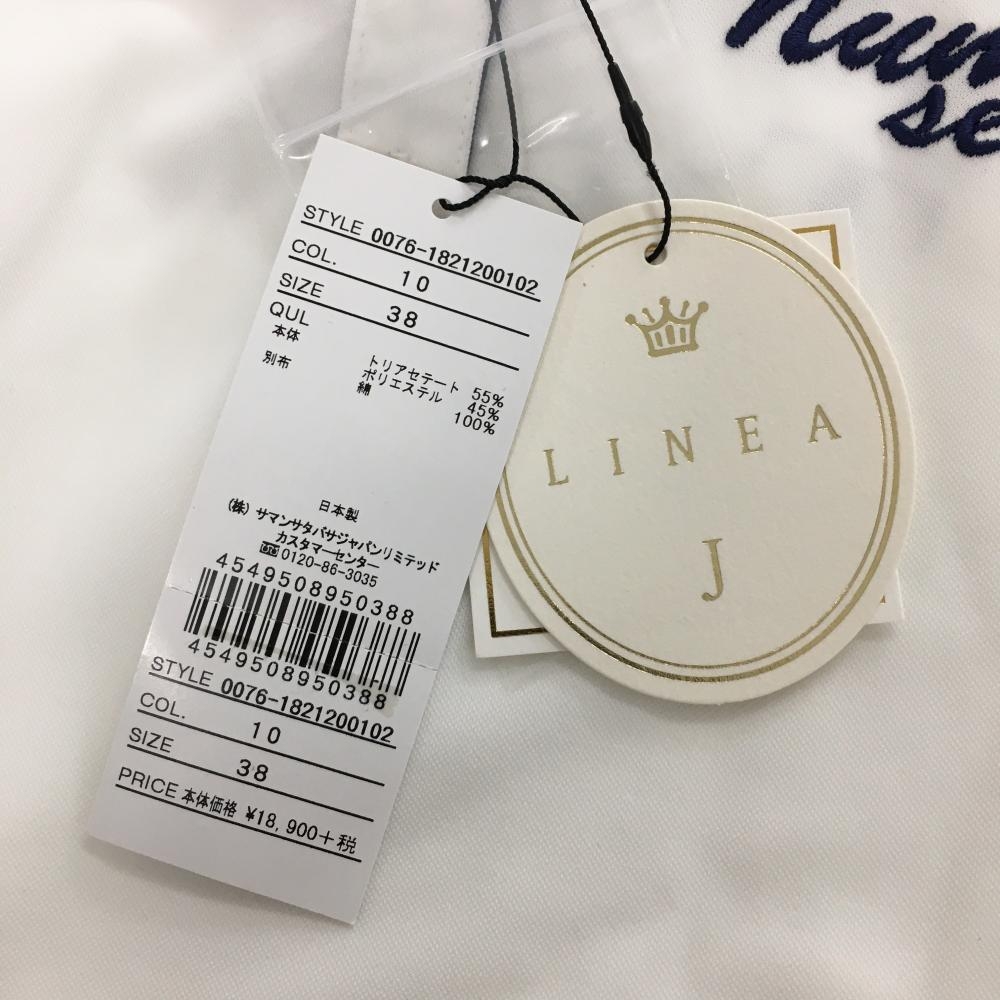 STYLE 0076-1821200102
COL. 10
SIZE 38
QUL
本体 トリアセテート 55%
ポリエステル 45%
別布 綿 100%
日本製
(株) サマンサタバサジャパンリミテッド
カスタマーセンター
0120-86-3035
4549508950388
4549508950388
STYLE 0076-1821200102
COL. 10
SIZE 38
PRICE 本体価格 ¥18,900+税
LINEA
J